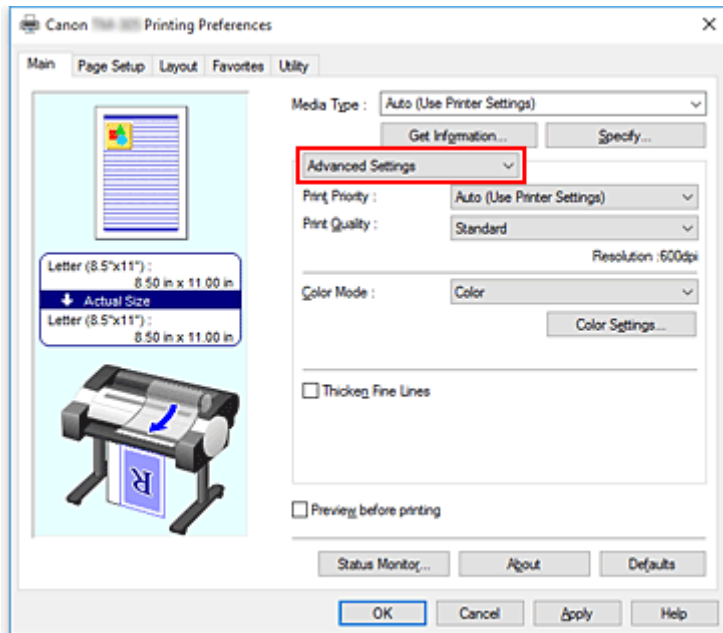 Canon Printing Preferences
Main Page Setup Layout Favorites Utility
Media Type : Auto (Use Printer Settings)
Get Information... Specify...
Advanced Settings
Print Priority : Auto (Use Printer Settings)
Print Quality : Standard
Resolution :600dpi
Letter (8.5"x11") :
8.50 in x 11.00 in
Actual Size
Letter (8.5"x11") :
8.50 in x 11.00 in
Color Mode : Color
Color Settings...
Thicken Fine Lines
R
Preview before printing
Status Monitor... About Defaults
OK Cancel Apply Help